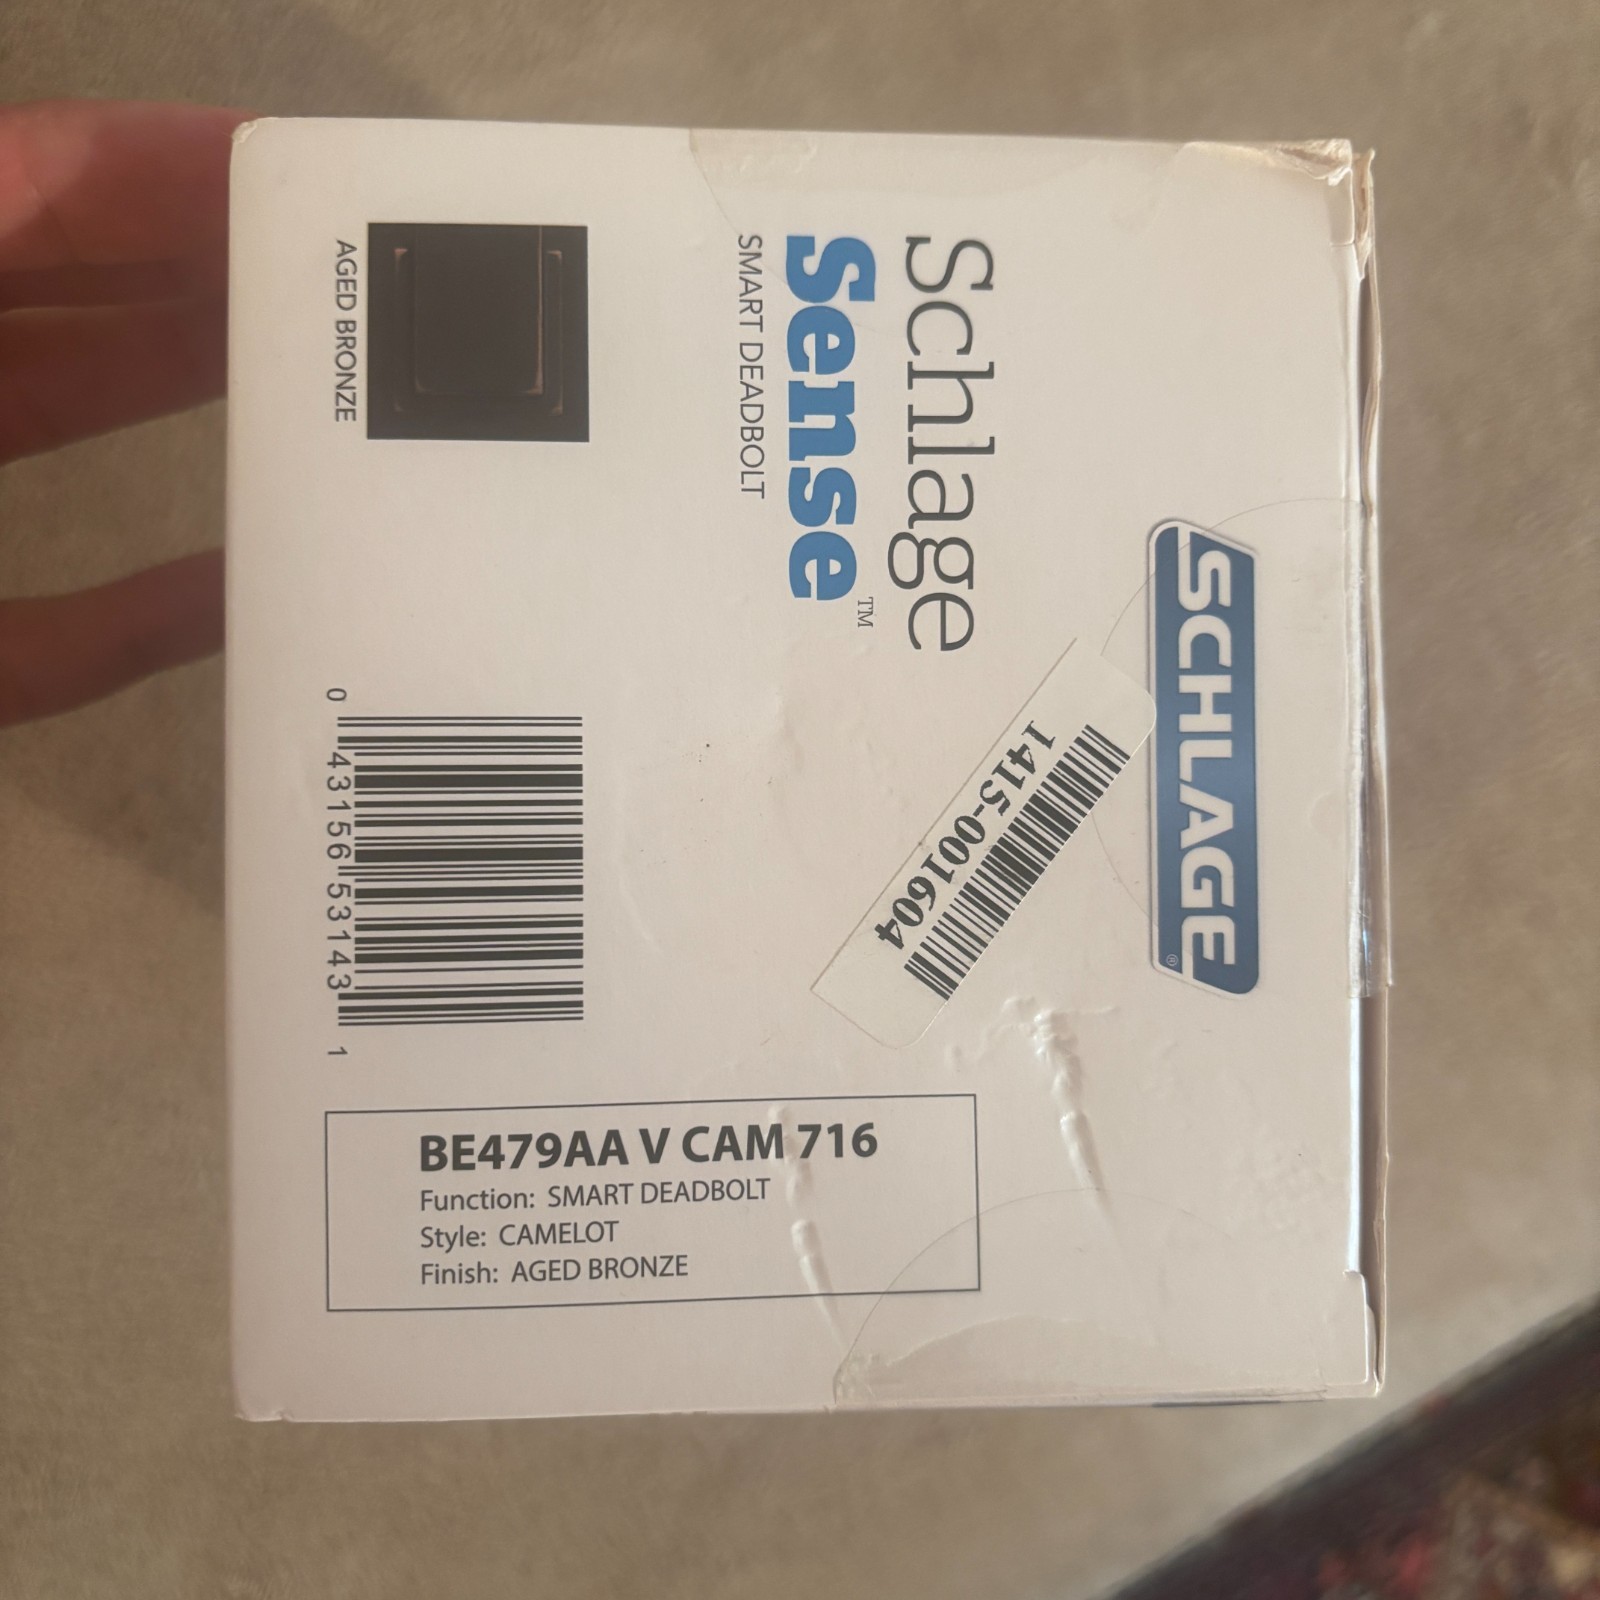 SCHLAGE®
Schlage
Sense™
SMART DEADBOLT
AGED BRONZE
1415-001604
0 43156 53143 1
BE479AA V CAM 716
Function: SMART DEADBOLT
Style: CAMELOT
Finish: AGED BRONZE